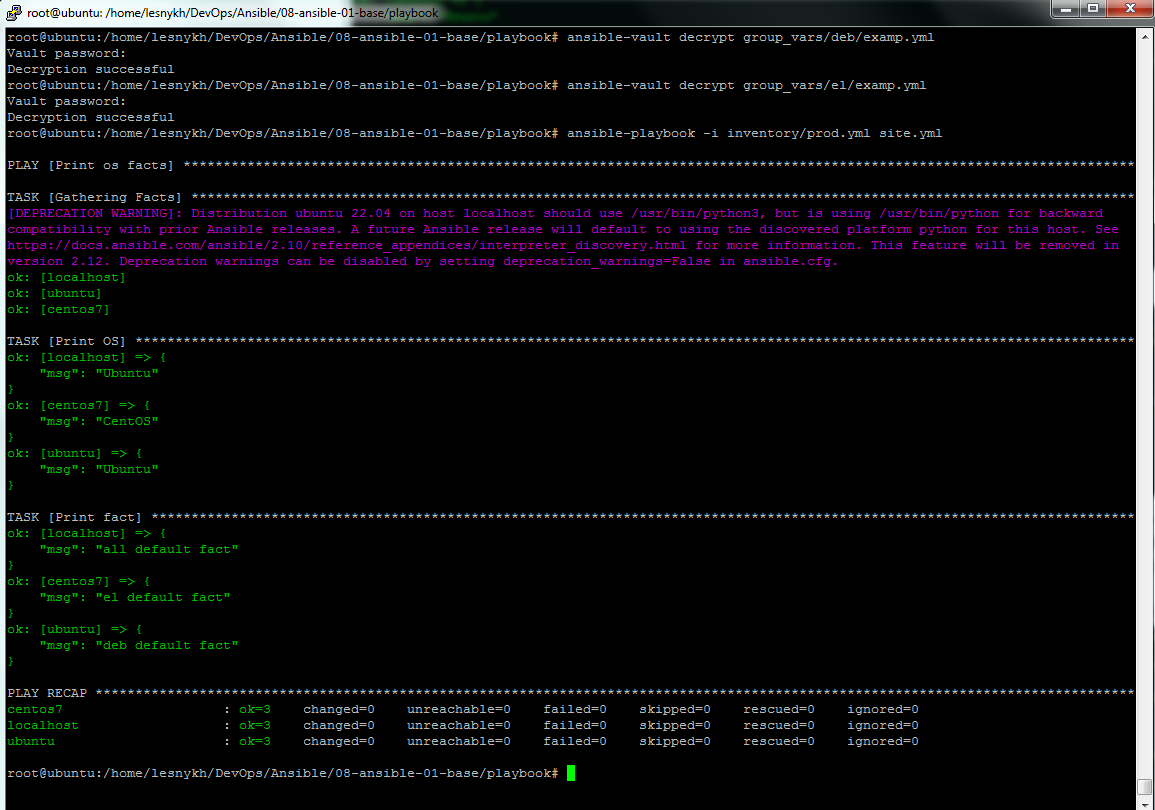 root@ubuntu: /home/lesnykh/DevOps/Ansible/08-ansible-01-base/playbook
root@ubuntu:/home/lesnykh/DevOps/Ansible/08-ansible-01-base/playbook# ansible-vault decrypt group_vars/deb/examp.yml
Vault password:
Decryption successful
root@ubuntu:/home/lesnykh/DevOps/Ansible/08-ansible-01-base/playbook# ansible-vault decrypt group_vars/el/examp.yml
Vault password:
Decryption successful
root@ubuntu:/home/lesnykh/DevOps/Ansible/08-ansible-01-base/playbook# ansible-playbook -i inventory/prod.yml site.yml
PLAY [Print os facts] ***********************************************************************************************************************
TASK [Gathering Facts] **********************************************************************************************************************
[DEPRECATION WARNING]: Distribution ubuntu 22.04 on host localhost should use /usr/bin/python3, but is using /usr/bin/python for backward
compatibility with prior Ansible releases. A future Ansible release will default to using the discovered platform python for this host. See
https://docs.ansible.com/ansible/2.10/reference_appendices/interpreter_discovery.html for more information. This feature will be removed in
version 2.12. Deprecation warnings can be disabled by setting deprecation_warnings=False in ansible.cfg.
ok: [localhost]
ok: [ubuntu]
ok: [centos7]
TASK [Print OS] *****************************************************************************************************************************
ok: [localhost] => {
    "msg": "Ubuntu"
}
ok: [centos7] => {
    "msg": "CentOS"
}
ok: [ubuntu] => {
    "msg": "Ubuntu"
}
TASK [Print fact] ***************************************************************************************************************************
ok: [localhost] => {
    "msg": "all default fact"
}
ok: [centos7] => {
    "msg": "el default fact"
}
ok: [ubuntu] => {
    "msg": "deb default fact"
}
PLAY RECAP **********************************************************************************************************************************
centos7                    : ok=3    changed=0    unreachable=0    failed=0    skipped=0    rescued=0    ignored=0
localhost                  : ok=3    changed=0    unreachable=0    failed=0    skipped=0    rescued=0    ignored=0
ubuntu                     : ok=3    changed=0    unreachable=0    failed=0    skipped=0    rescued=0    ignored=0
root@ubuntu:/home/lesnykh/DevOps/Ansible/08-ansible-01-base/playbook#